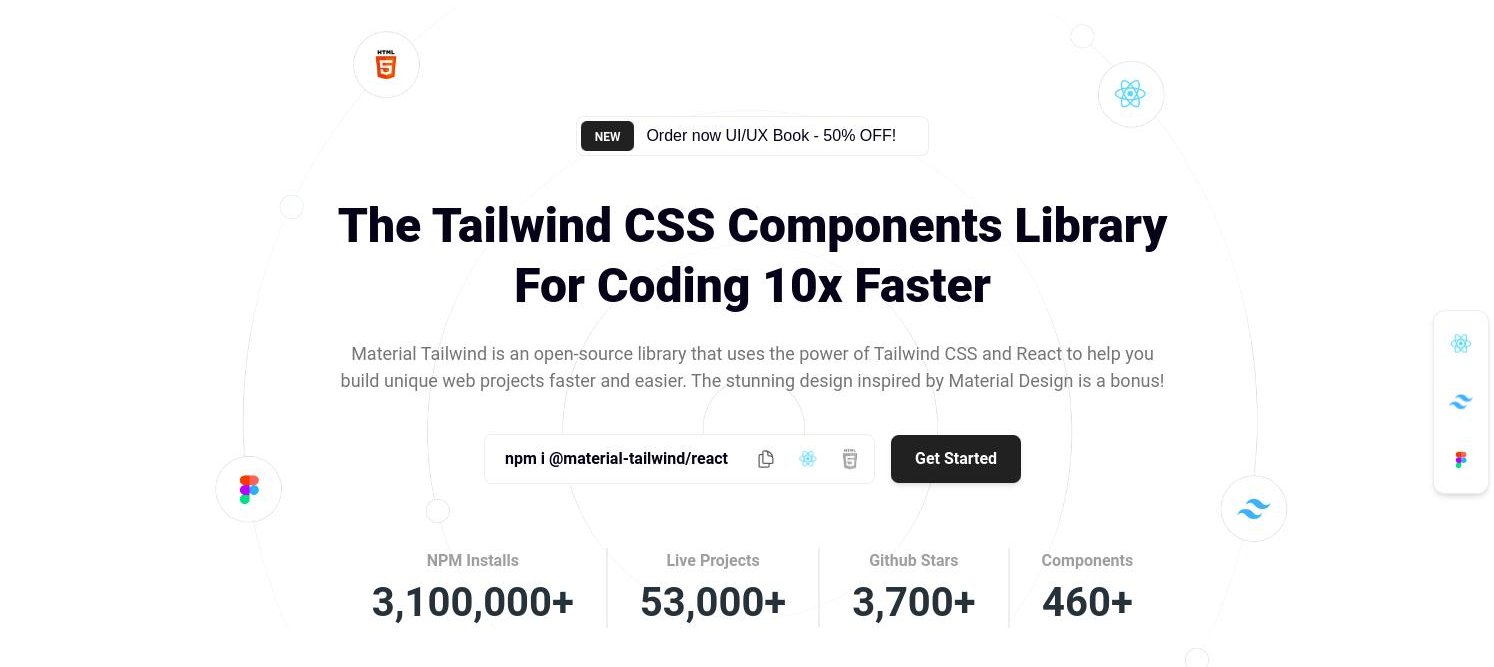 HTML
5
NEW Order now UI/UX Book - 50% OFF!
The Tailwind CSS Components Library
For Coding 10x Faster
Material Tailwind is an open-source library that uses the power of Tailwind CSS and React to help you
build unique web projects faster and easier. The stunning design inspired by Material Design is a bonus!
npm i @material-tailwind/react HTML 5 Get Started
NPM Installs Live Projects Github Stars Components
3,100,000+ 53,000+ 3,700+ 460+